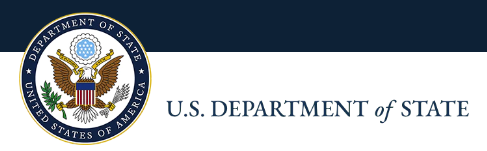 DEPARTMENT OF STATE
UNITED STATES OF AMERICA
U.S. DEPARTMENT of STATE